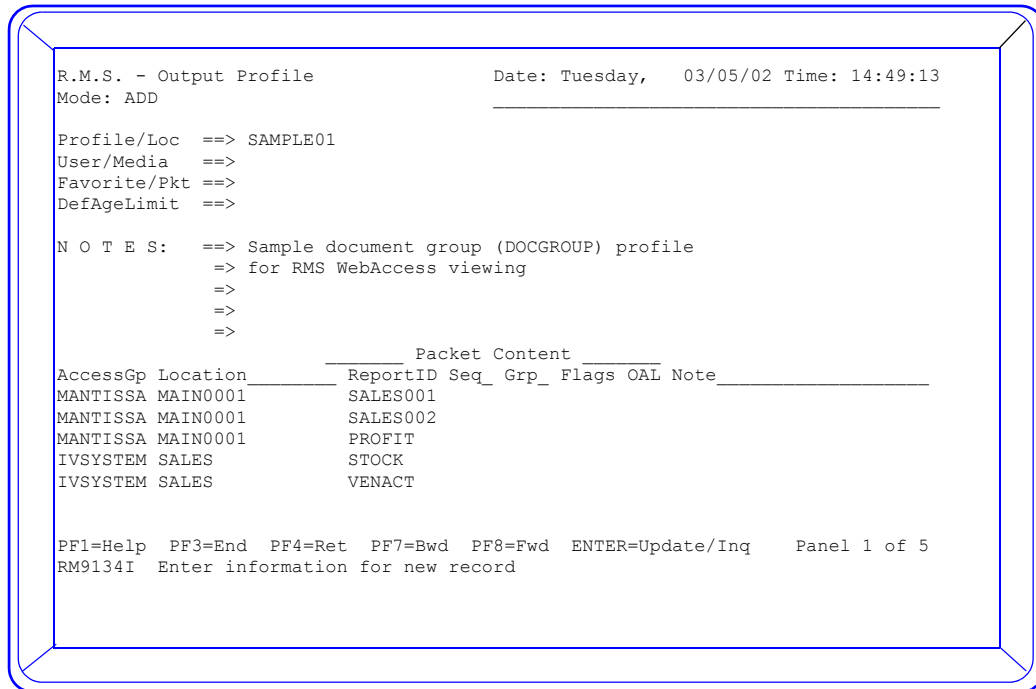 R.M.S. - Output Profile Date: Tuesday, 03/05/02 Time: 14:49:13
Mode: ADD ________________________________________
Profile/Loc ==> SAMPLE01
User/Media ==>
Favorite/Pkt ==>
DefAgeLimit ==>
N O T E S: ==> Sample document group (DOCGROUP) profile
=> for RMS WebAccess viewing
=>
=>
=>
_______ Packet Content _______
AccessGp Location________ ReportID Seq_ Grp_ Flags OAL Note___________________
MANTISSA MAIN0001 SALES001
MANTISSA MAIN0001 SALES002
MANTISSA MAIN0001 PROFIT
IVSYSTEM SALES STOCK
IVSYSTEM SALES VENACT
PF1=Help PF3=End PF4=Ret PF7=Bwd PF8=Fwd ENTER=Update/Inq Panel 1 of 5
RM9134I Enter information for new record